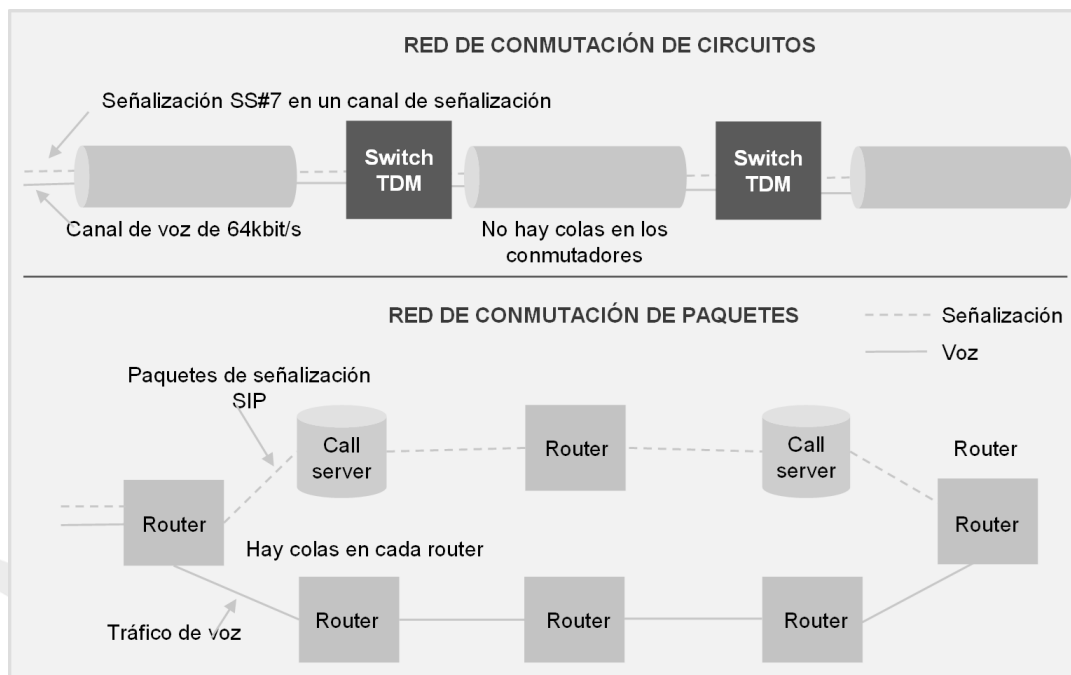 RED DE CONMUTACIÓN DE CIRCUITOS
Señalización SS#7 en un canal de señalización
Switch
TDM
Switch
TDM
Canal de voz de 64kbit/s
No hay colas en los
conmutadores
RED DE CONMUTACIÓN DE PAQUETES
Señalización
Voz
Paquetes de señalización
SIP
Call
server
Router
Call
server
Router
Router
Router
Hay colas en cada router
Router
Router
Router
Tráfico de voz